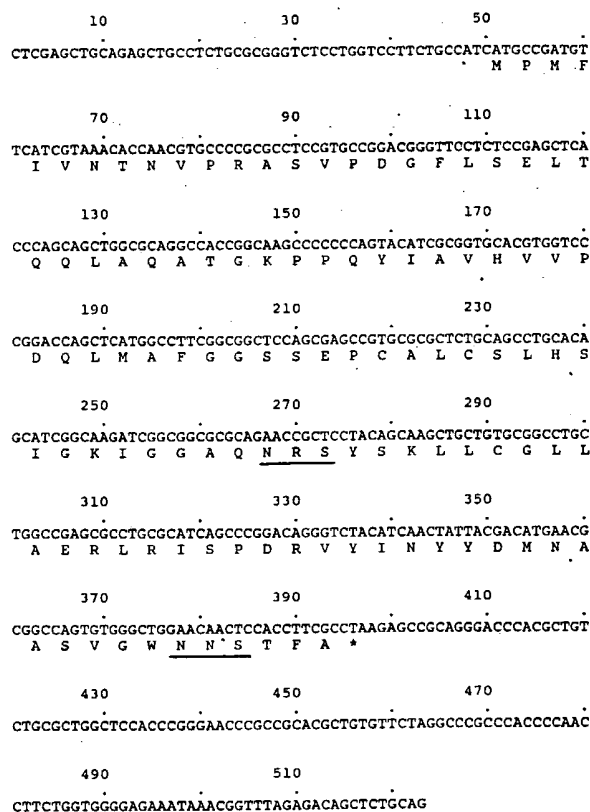 10 30 50
CTCGAGCTGCAGAGCTGCCTCTGCGCGGGTCTCCTGGTCCTTCTGCCATCATGCCGATGT
M P M F
70 90 110
TCATCGTAAACACCAACGTGCCCCGCGCCTCCGTGCCGGACGGGTTCCTCTCCGAGCTCA
I V N T N V P R A S V P D G F L S E L T
130 150 170
CCCAGCAGCTGGCGCAGGCCACCGGCAAGCCCCCCCAGTACATCGCGGTGCACGTGGTCC
Q Q L A Q A T G K P P Q Y I A V H V V P
190 210 230
CGGACCAGCTCATGGCCTTCGGCGGCTCCAGCGAGCCGTGCGCGCTCTGCAGCCTGCACA
D Q L M A F G G S S E P C A L C S L H S
250 270 290
GCATCGGCAAGATCGGCGGCGCGCAGAACCGCTCCTACAGCAAGCTGCTGTGCGGCCTGC
I G K I G G A Q N R S Y S K L L C G L L
310 330 350
TGGCCGAGCGCCTGCGCATCAGCCCGGACAGGGTCTACATCAACTATTACGACATGAACG
A E R L R I S P D R V Y I N Y Y D M N A
370 390 410
CGGCCAGTGTGGGCTGGAACAACTCCACCTTCGCCTAAGAGCCGCAGGGACCCACGCTGT
A S V G W N N S T F A *
430 450 470
CTGCGCTGGCTCCACCCGGGAACCCGCCGCACGCTGTGTTCTAGGCCCGCCCACCCCAAC
490 510
CTTCTGGTGGGGAGAAATAAACGGTTTAGAGACAGCTCTGCAG